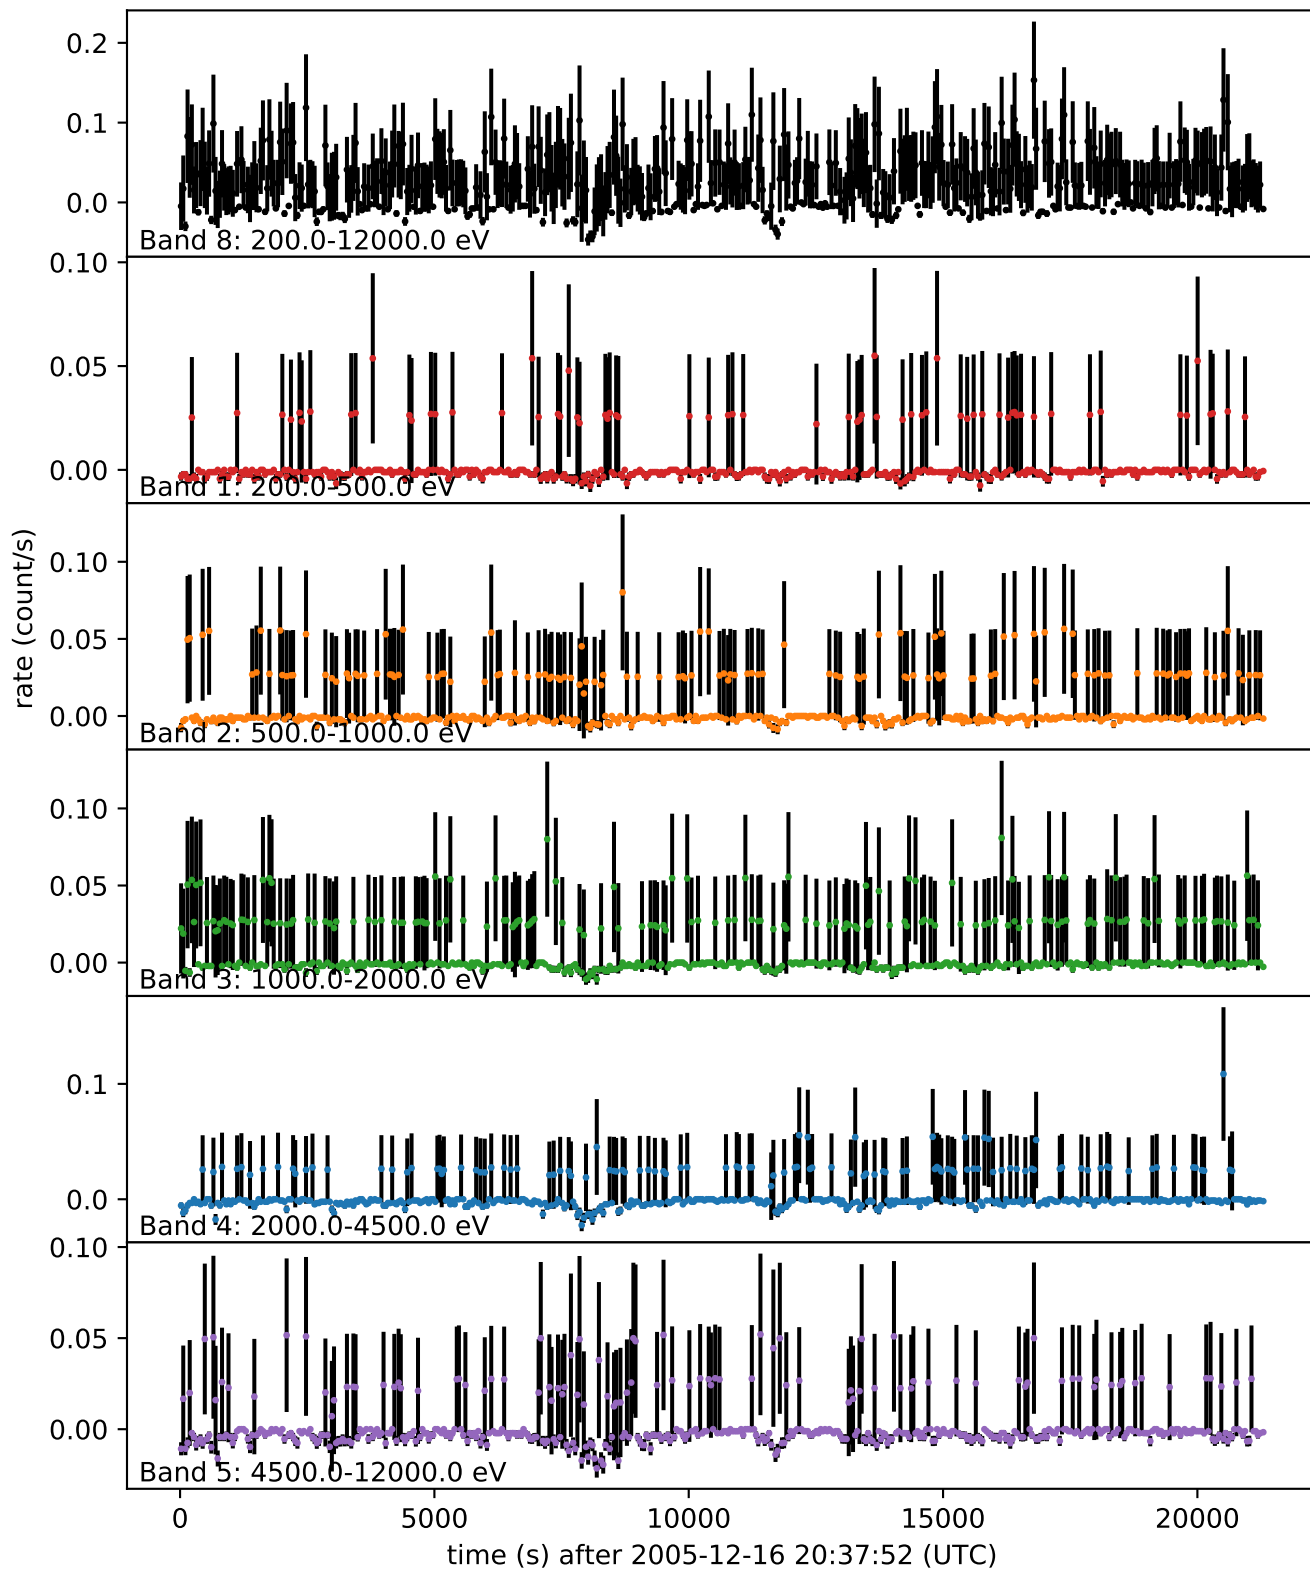 0.2
0.1
0.0
Band 8: 200.0-12000.0 eV
0.10
0.05
0.00
Band 1: 200.0-500.0 eV
0.10
0.05
0.00
Band 2: 500.0-1000.0 eV
rate (count/s)
0.10
0.05
0.00
Band 3: 1000.0-2000.0 eV
0.1
0.0
Band 4: 2000.0-4500.0 eV
0.10
0.05
0.00
Band 5: 4500.0-12000.0 eV
0 5000 10000 15000 20000
time (s) after 2005-12-16 20:37:52 (UTC)